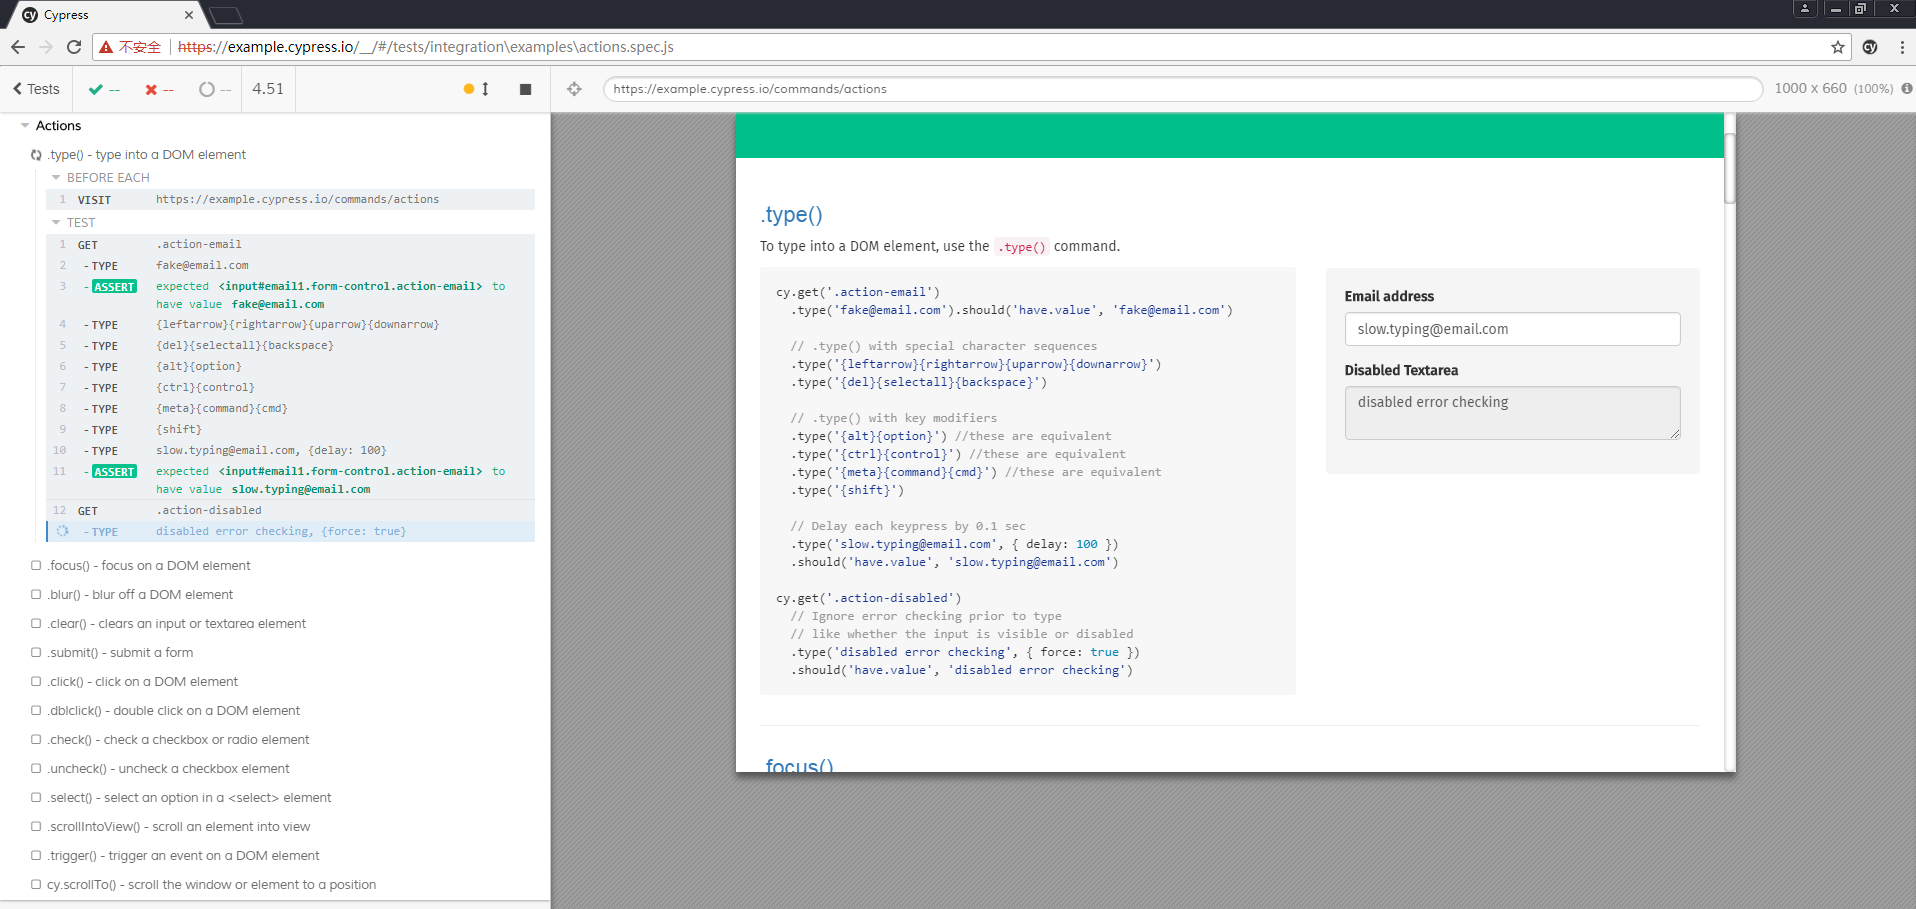 cy Cypress
不安全 https://example.cypress.io/__/#/tests/integration\examples\actions.spec.js
Tests -- -- -- 4.51 https://example.cypress.io/commands/actions 1000 x 660 (100%)
Actions
.type() - type into a DOM element
BEFORE EACH
1 VISIT https://example.cypress.io/commands/actions
TEST
1 GET .action-email
2 - TYPE fake@email.com
3 - ASSERT expected <input#email1.form-control.action-email> to
have value fake@email.com
4 - TYPE {leftarrow}{rightarrow}{uparrow}{downarrow}
5 - TYPE {del}{selectall}{backspace}
6 - TYPE {alt}{option}
7 - TYPE {ctrl}{control}
8 - TYPE {meta}{command}{cmd}
9 - TYPE {shift}
10 - TYPE slow.typing@email.com, {delay: 100}
11 - ASSERT expected <input#email1.form-control.action-email> to
have value slow.typing@email.com
12 GET .action-disabled
- TYPE disabled error checking, {force: true}
.focus() - focus on a DOM element
.blur() - blur off a DOM element
.clear() - clears an input or textarea element
.submit() - submit a form
.click() - click on a DOM element
.dblclick() - double click on a DOM element
.check() - check a checkbox or radio element
.uncheck() - uncheck a checkbox element
.select() - select an option in a <select> element
.scrollIntoView() - scroll an element into view
.trigger() - trigger an event on a DOM element
cy.scrollTo() - scroll the window or element to a position
.type()
To type into a DOM element, use the .type() command.
cy.get('.action-email')
.type('fake@email.com').should('have.value', 'fake@email.com')
// .type() with special character sequences
.type('{leftarrow}{rightarrow}{uparrow}{downarrow}')
.type('{del}{selectall}{backspace}')
// .type() with key modifiers
.type('{alt}{option}') //these are equivalent
.type('{ctrl}{control}') //these are equivalent
.type('{meta}{command}{cmd}') //these are equivalent
.type('{shift}')
// Delay each keypress by 0.1 sec
.type('slow.typing@email.com', { delay: 100 })
.should('have.value', 'slow.typing@email.com')
cy.get('.action-disabled')
// Ignore error checking prior to type
// like whether the input is visible or disabled
.type('disabled error checking', { force: true })
.should('have.value', 'disabled error checking')
Email address
slow.typing@email.com
Disabled Textarea
disabled error checking
.focus()